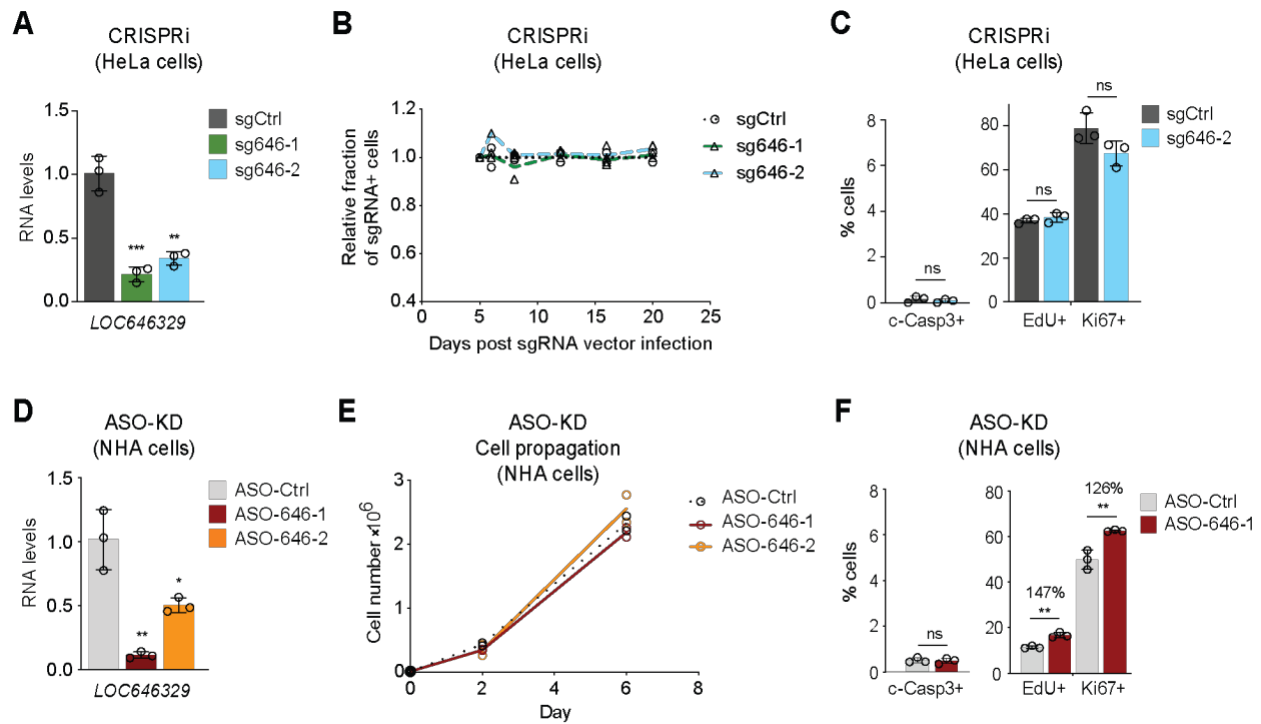 A
CRISPRi
(HeLa cells)
1.5
1.0
0.5
0.0
RNA levels
***
**
LOC646329
sgCtrl
sg646-1
sg646-2
B
CRISPRi
(HeLa cells)
1.2
1.0
0.8
0.6
0.4
Relative fraction
of sgRNA+ cells
0
5
10
15
20
25
Days post sgRNA vector infection
sgCtrl
sg646-1
sg646-2
C
CRISPRi
(HeLa cells)
8
6
4
2
0
% cells
ns
c-Casp3+
80
60
40
20
0
ns
ns
EdU+
Ki67+
sgCtrl
sg646-2
D
ASO-KD
(NHA cells)
1.5
1.0
0.5
0.0
RNA levels
**
*
LOC646329
ASO-Ctrl
ASO-646-1
ASO-646-2
E
ASO-KD
Cell propagation
(NHA cells)
3
2
1
0
Cell number x10⁶
0
2
4
6
8
Day
ASO-Ctrl
ASO-646-1
ASO-646-2
F
ASO-KD
(NHA cells)
8
6
4
2
0
% cells
ns
c-Casp3+
80
60
40
20
0
147%
**
126%
**
EdU+
Ki67+
ASO-Ctrl
ASO-646-1